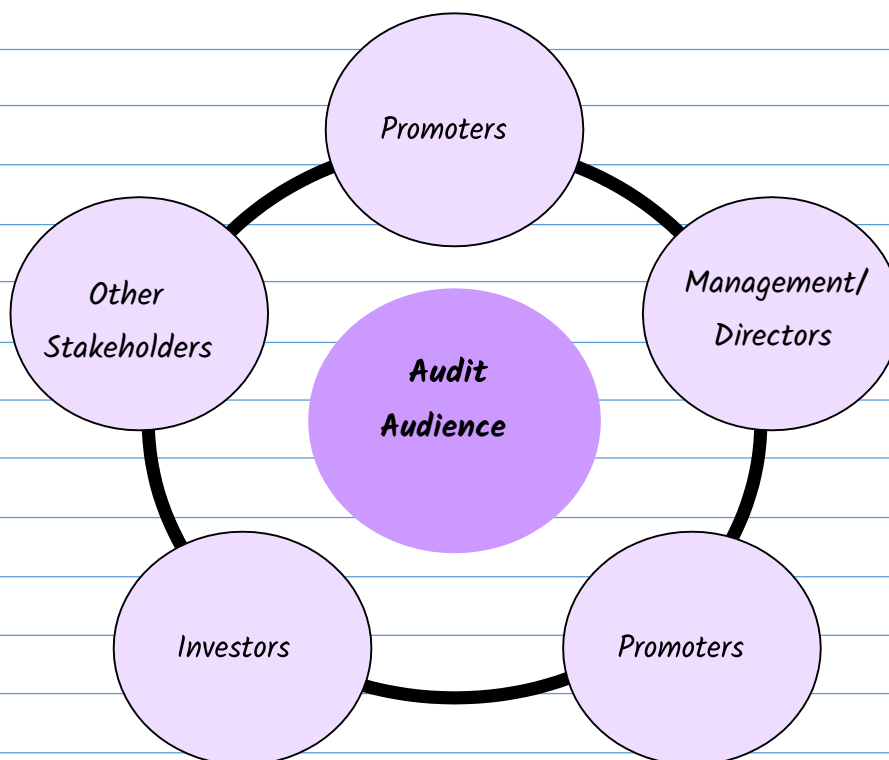 Promoters
Other
Stakeholders
Management/
Directors
Audit
Audience
Investors
Promoters